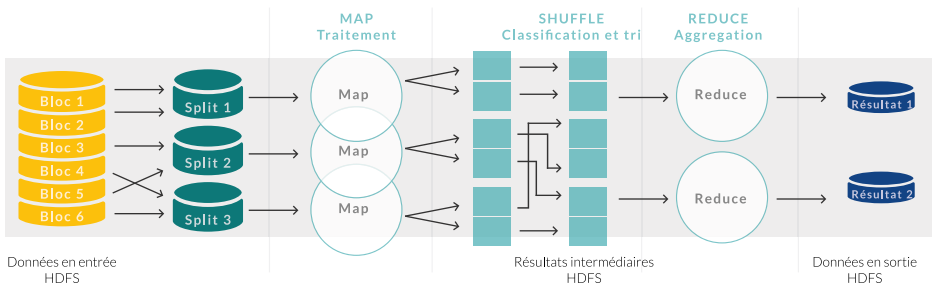 MAP
Traitement
SHUFFLE
Classification et tri
REDUCE
Aggregation
Bloc 1
Bloc 2
Bloc 3
Bloc 4
Bloc 5
Bloc 6
Split 1
Split 2
Split 3
Map
Map
Map
Reduce
Reduce
Résultat 1
Résultat 2
Données en entrée
HDFS
Résultats intermédiaires
HDFS
Données en sortie
HDFS